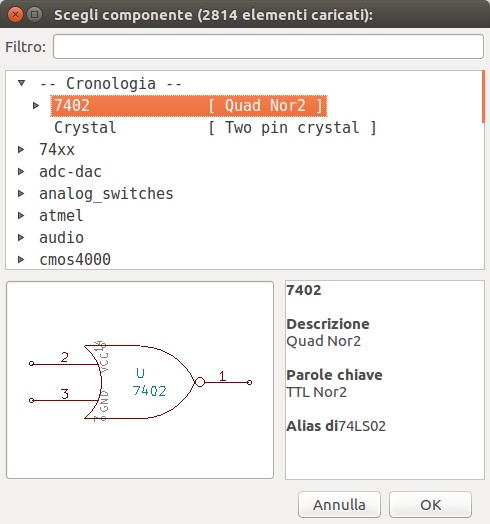 Scegli componente (2814 elementi caricati):
Filtro:
-- Cronologia --
7402 [ Quad Nor2 ]
Crystal [ Two pin crystal ]
74xx
adc-dac
analog_switches
atmel
audio
cmos4000
14
VCC
2
3
U
7402
1
GND
7
7402
Descrizione
Quad Nor2
Parole chiave
TTL Nor2
Alias di74LS02
Annulla
OK